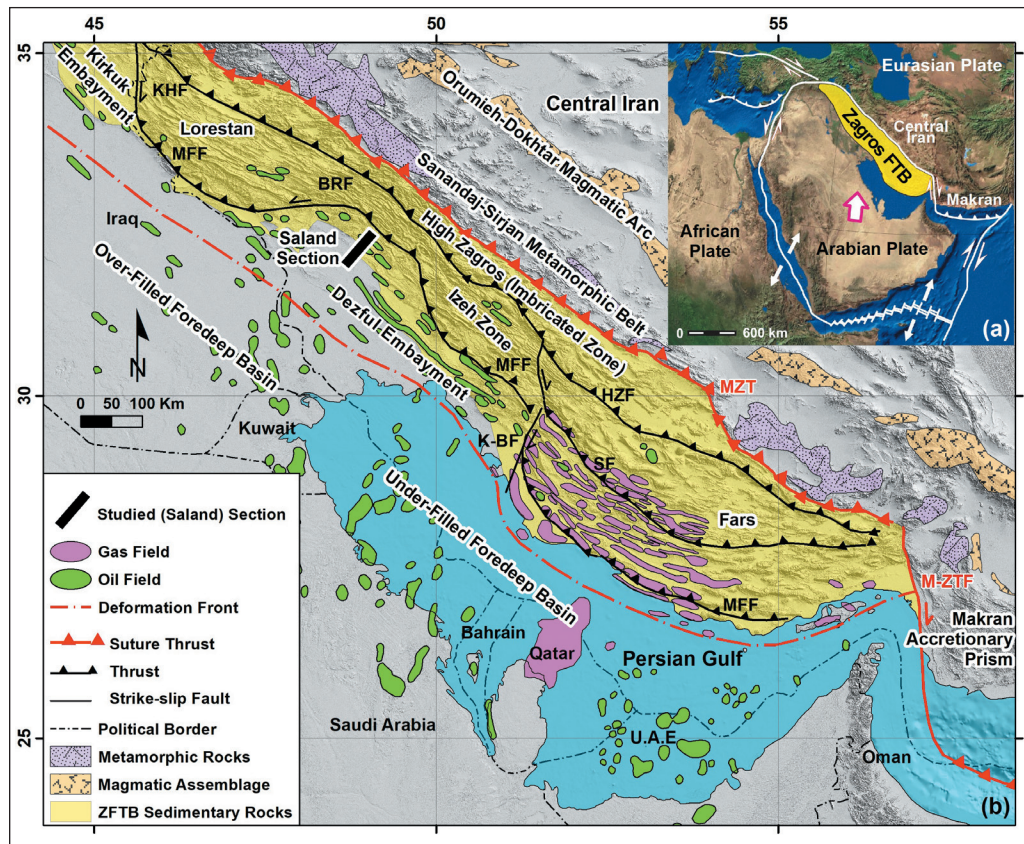 45
50
55
35
30
25
Kirkuk
Embayment
KHF
Lorestan
MFF
BRF
Iraq
Saland
Section
Over-Filled Foredeep Basin
Dezful Embayment
Izeh Zone
High Zagros (Imbricated Zone)
Sanandaj-Sirjan Metamorphic Belt
Orumieh-Dokhtar Magmatic Arc
Central Iran
MFF
HZF
MZT
N
0 50 100 Km
Kuwait
K-BF
SF
Fars
Under-Filled Foredeep Basin
MFF
M-ZTF
Makran
Accretionary
Prism
Bahrain
Qatar
Persian Gulf
Saudi Arabia
U.A.E
Oman
(b)
Eurasian Plate
Zagros FTB
Central
Iran
Makran
African
Plate
Arabian Plate
0 600 km
(a)
Studied (Saland) Section
Gas Field
Oil Field
Deformation Front
Suture Thrust
Thrust
Strike-slip Fault
Political Border
Metamorphic Rocks
Magmatic Assemblage
ZFTB Sedimentary Rocks